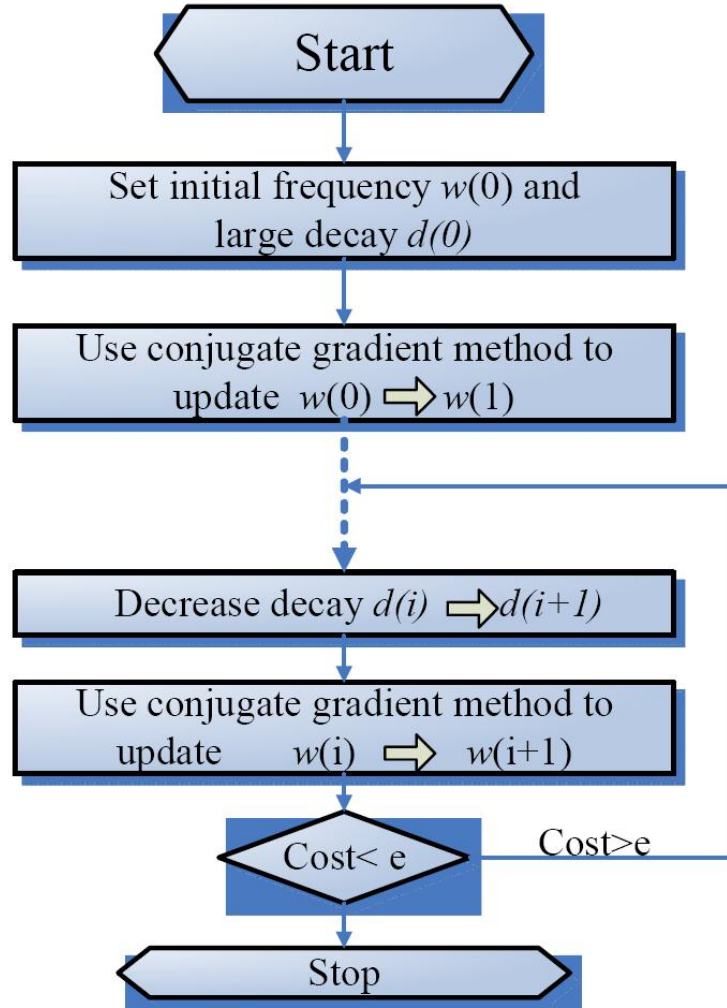 Start
Set initial frequency w(0) and
large decay d(0)
Use conjugate gradient method to
update w(0) ⇨ w(1)
Decrease decay d(i) ⇨ d(i+1)
Use conjugate gradient method to
update w(i) ⇨ w(i+1)
Cost< e
Cost>e
Stop